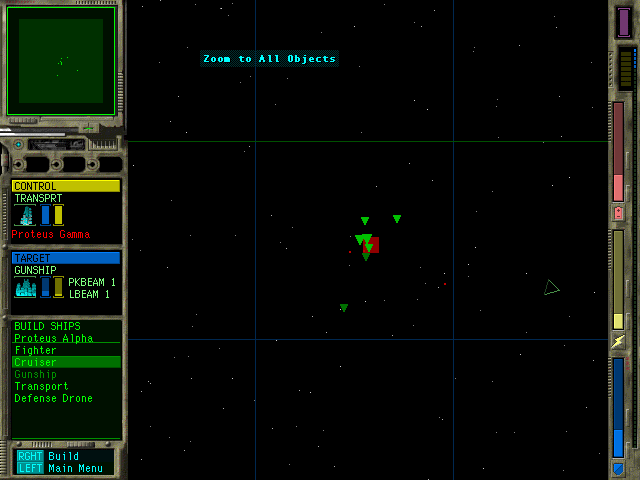 Zoom to All Objects
CONTROL
TRANSPRT
Proteus Gamma
TARGET
GUNSHIP
PKBEAM 1
LBEAM 1
BUILD SHIPS
Proteus Alpha
Fighter
Cruiser
Gunship
Transport
Defense Drone
RGHT Build
LEFT Main Menu